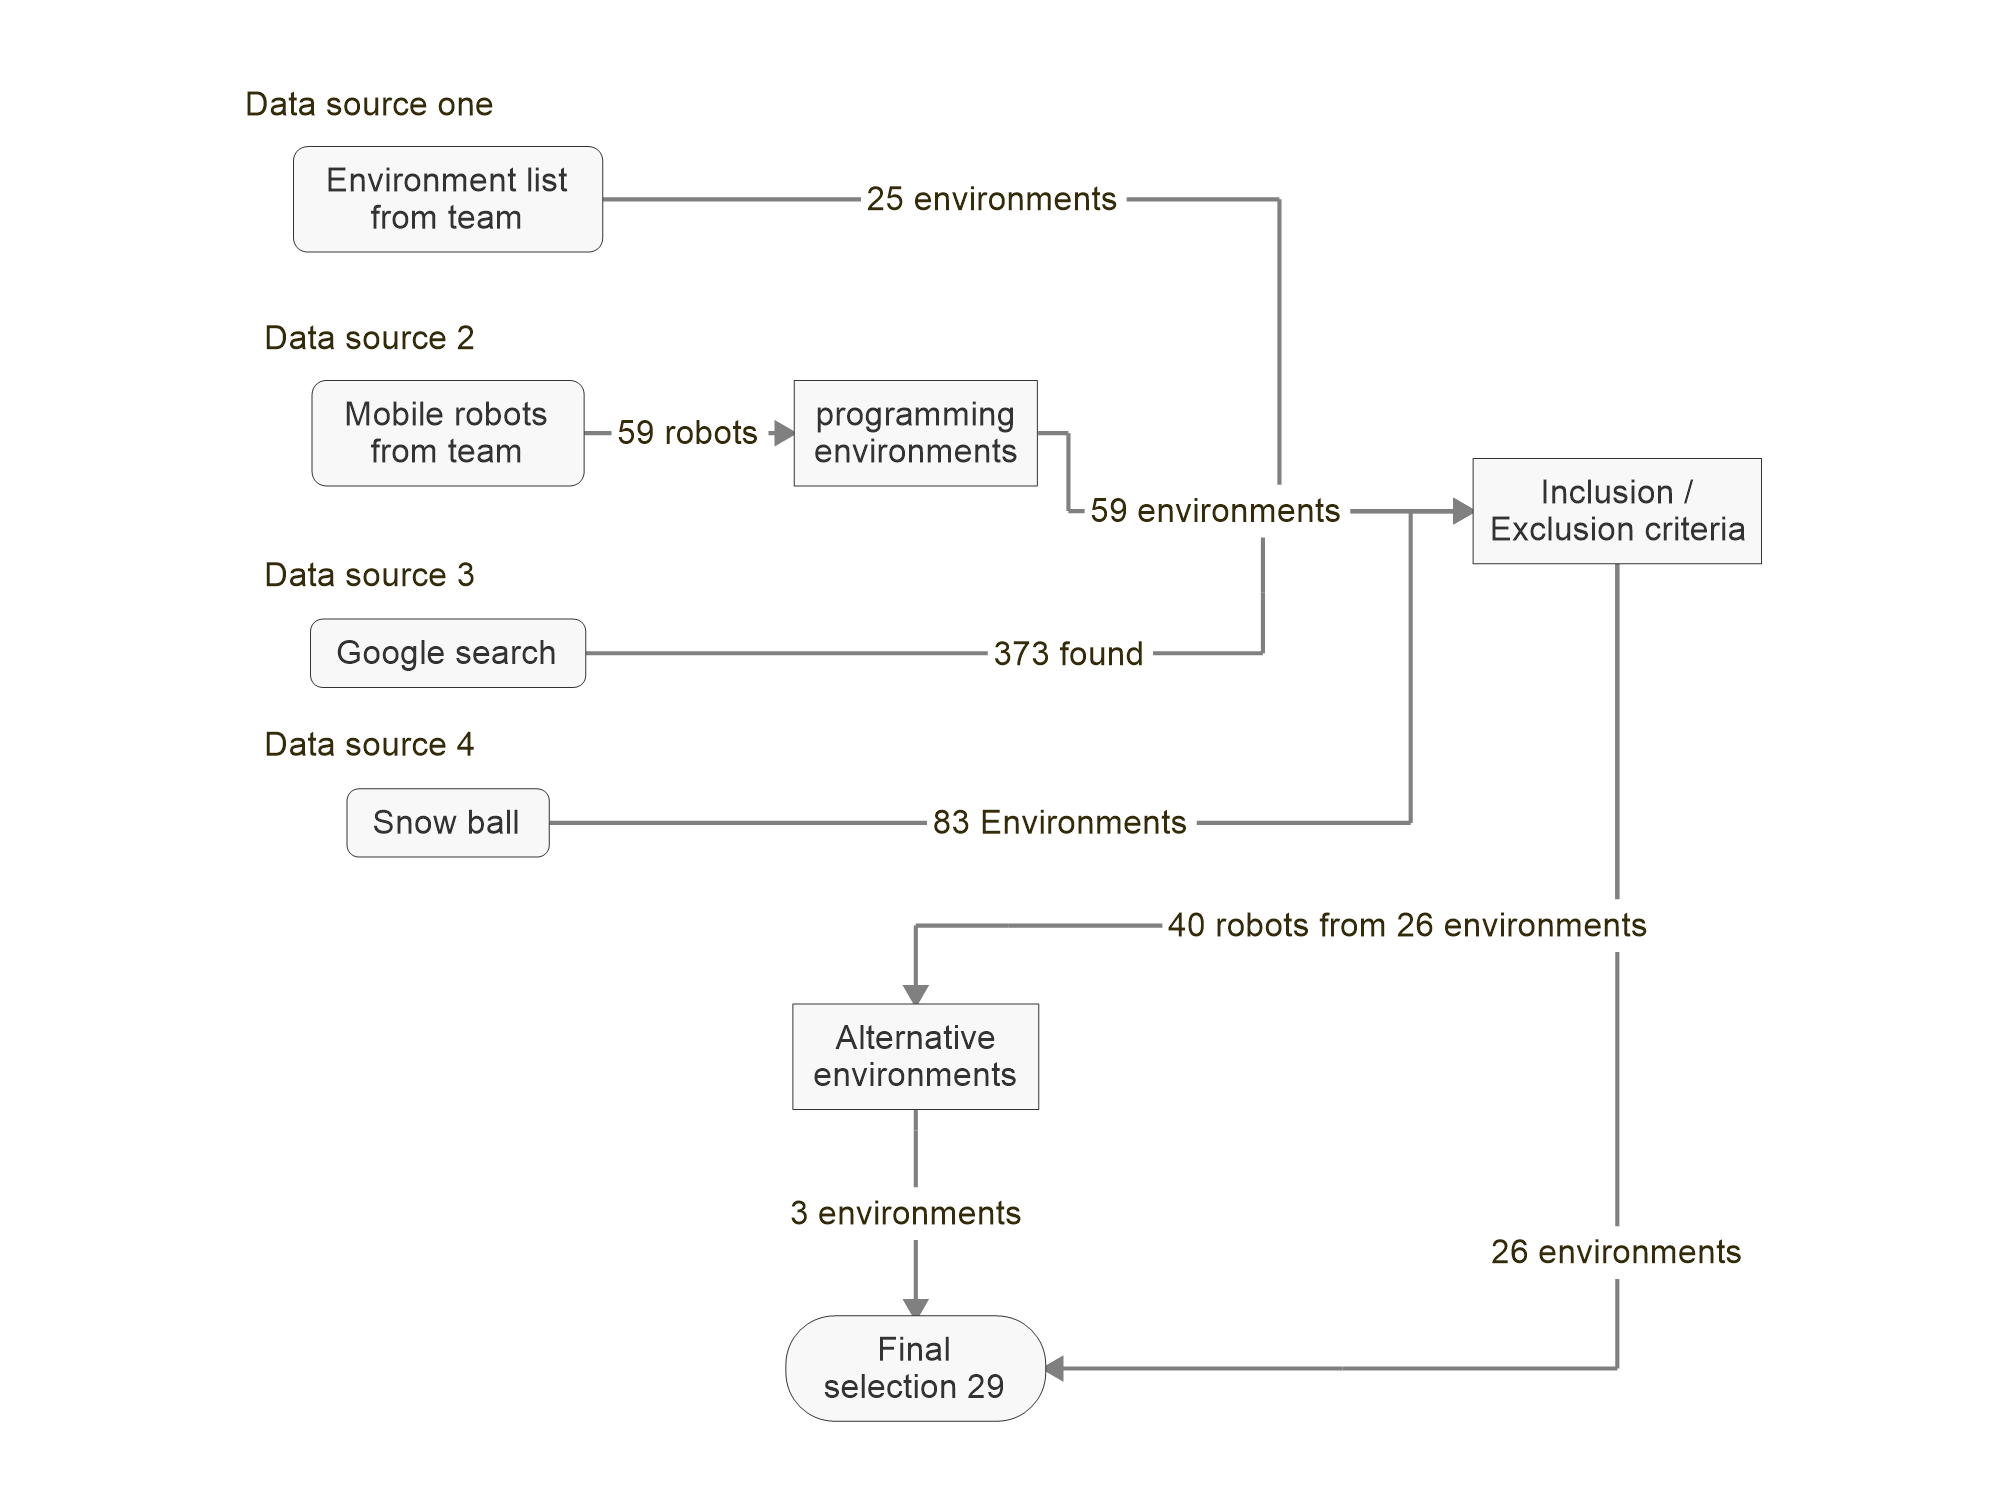 Data source one
Environment list
from team
25 environments
Data source 2
Mobile robots
from team
59 robots
programming
environments
59 environments
Inclusion /
Exclusion criteria
Data source 3
Google search
373 found
Data source 4
Snow ball
83 Environments
40 robots from 26 environments
Alternative
environments
3 environments
26 environments
Final
selection 29